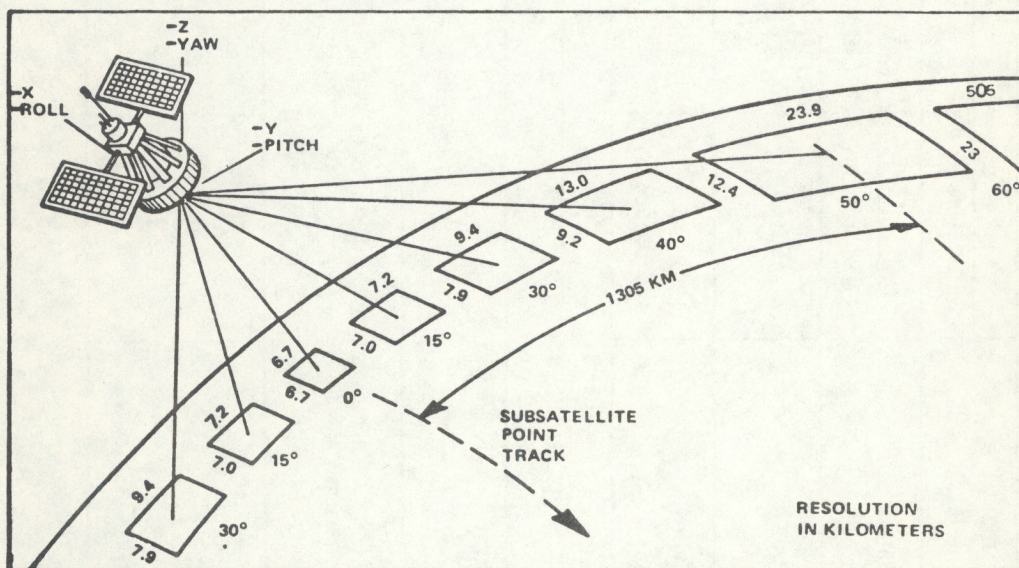 -Z
-YAW
-X
ROLL
-Y
-PITCH
505
23.9
23
60°
12.4
50°
13.0
9.2
40°
9.4
7.9
30°
1305 KM
7.2
7.0
15°
6.7
6.7
0°
7.2
7.0
15°
9.4
7.9
30°
SUBSATELLITE
POINT
TRACK
RESOLUTION
IN KILOMETERS